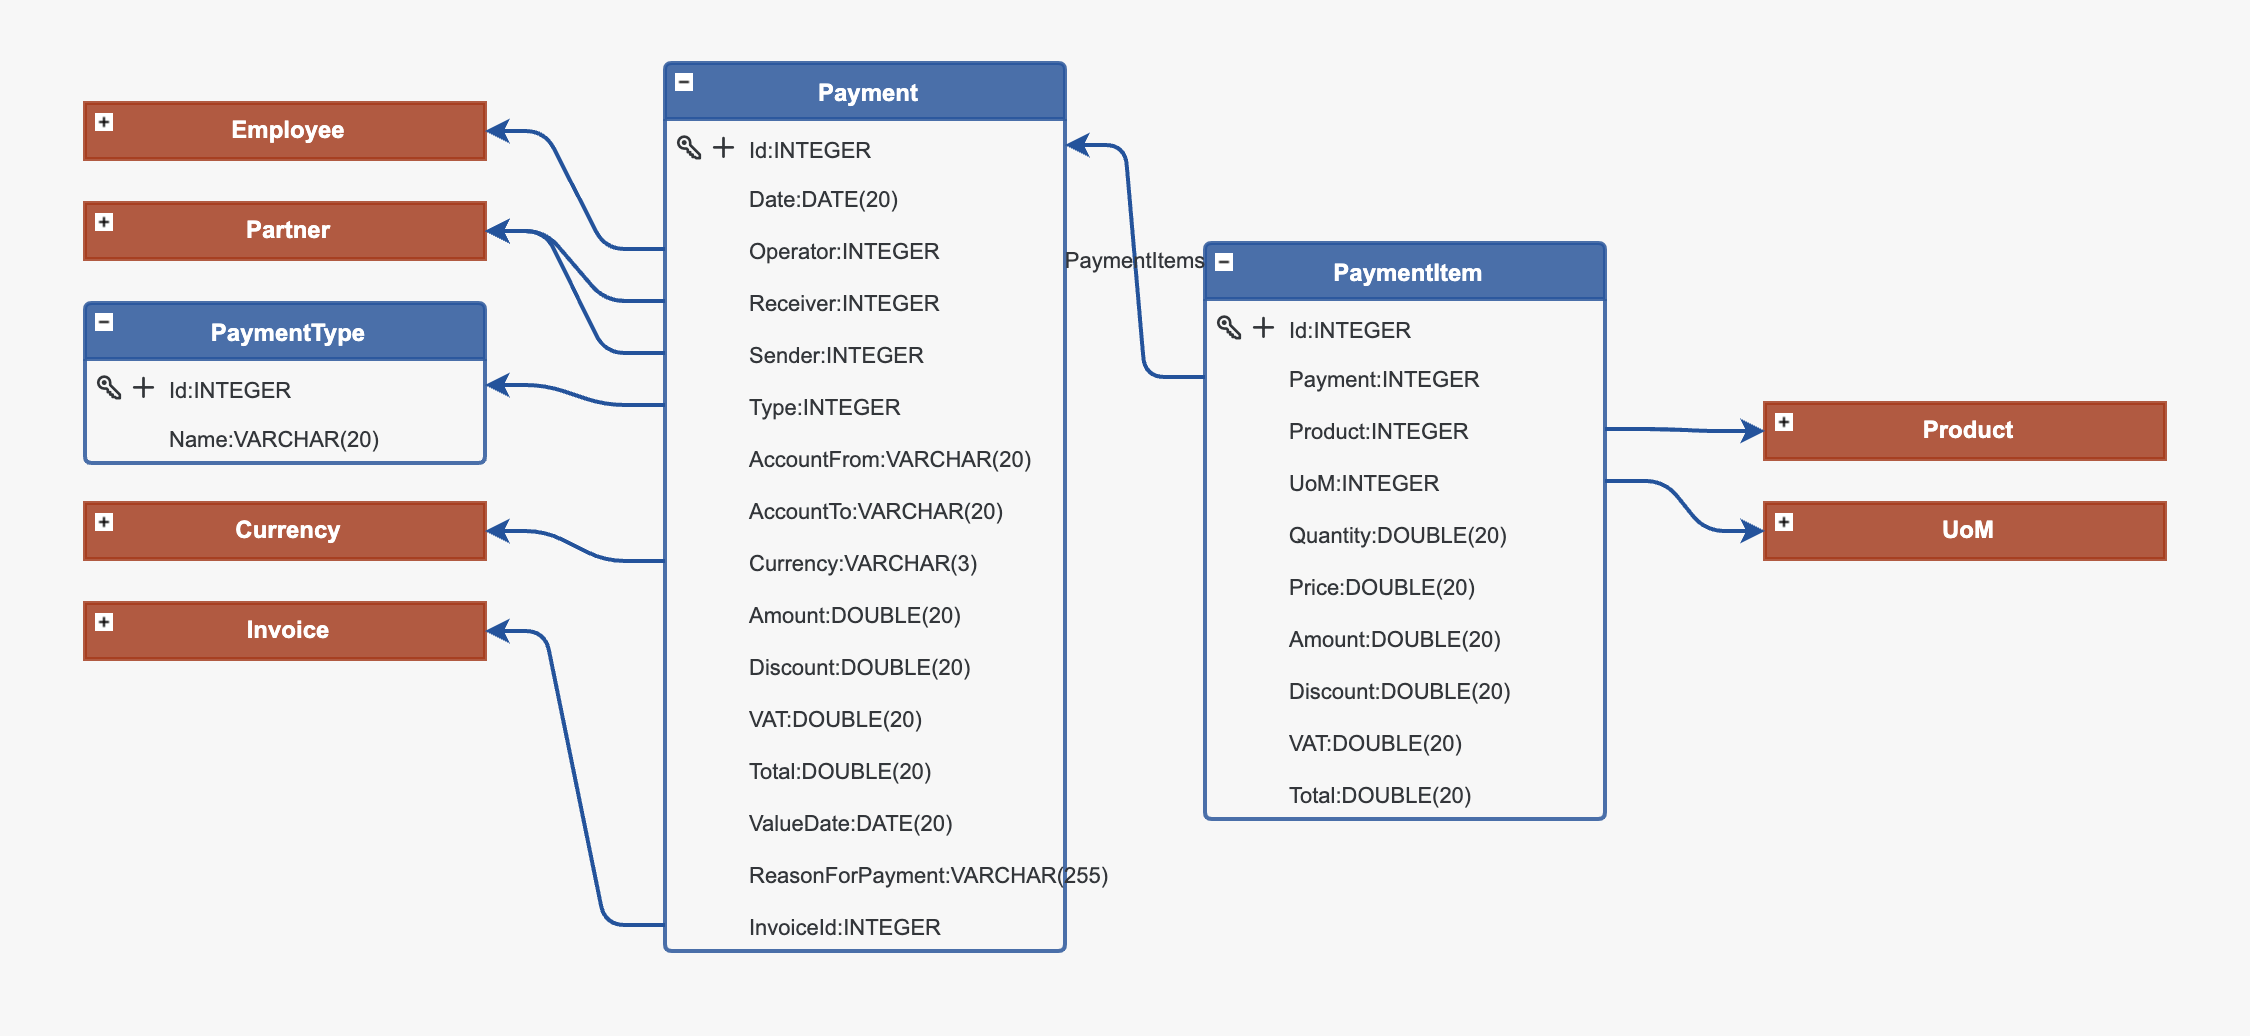 Employee
Partner
PaymentType
Id:INTEGER
Name:VARCHAR(20)
Currency
Invoice
Payment
Id:INTEGER
Date:DATE(20)
Operator:INTEGER
Receiver:INTEGER
Sender:INTEGER
Type:INTEGER
AccountFrom:VARCHAR(20)
AccountTo:VARCHAR(20)
Currency:VARCHAR(3)
Amount:DOUBLE(20)
Discount:DOUBLE(20)
VAT:DOUBLE(20)
Total:DOUBLE(20)
ValueDate:DATE(20)
ReasonForPayment:VARCHAR(255)
InvoiceId:INTEGER
PaymentItems
PaymentItem
Id:INTEGER
Payment:INTEGER
Product:INTEGER
UoM:INTEGER
Quantity:DOUBLE(20)
Price:DOUBLE(20)
Amount:DOUBLE(20)
Discount:DOUBLE(20)
VAT:DOUBLE(20)
Total:DOUBLE(20)
Product
UoM